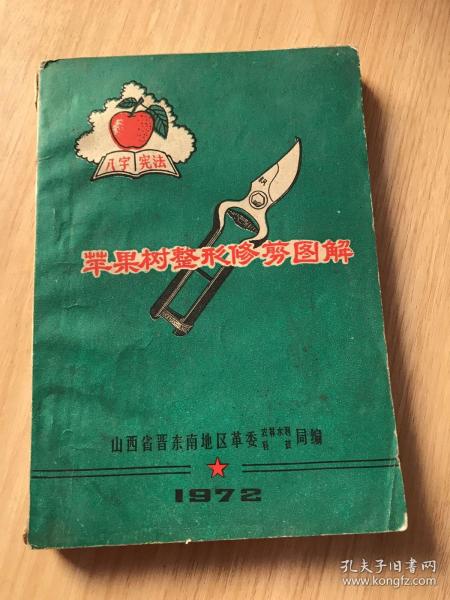 八字 宪法
苹果树整形修剪图解
山西省晋东南地区革委 农林水利 科技 局编
1972
孔夫子旧书网
www.kongfz.com